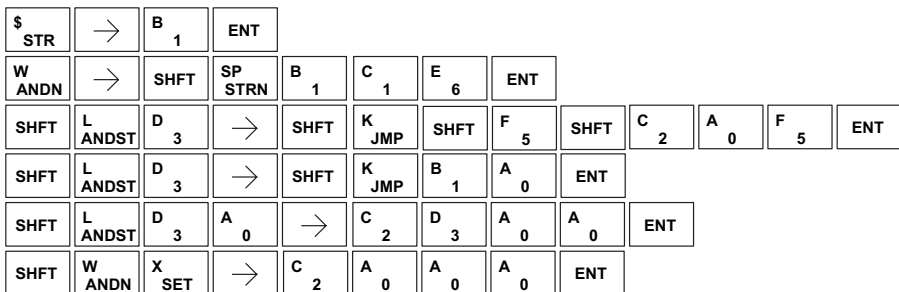 $ STR → B 1 ENT
W ANDN → SHFT SP STRN B 1 C 1 E 6 ENT
SHFT L ANDST D 3 → SHFT K JMP SHFT F 5 SHFT C 2 A 0 F 5 ENT
SHFT L ANDST D 3 → SHFT K JMP B 1 A 0 ENT
SHFT L ANDST D 3 A 0 → C 2 D 3 A 0 A 0 ENT
SHFT W ANDN X SET → C 2 A 0 A 0 A 0 ENT